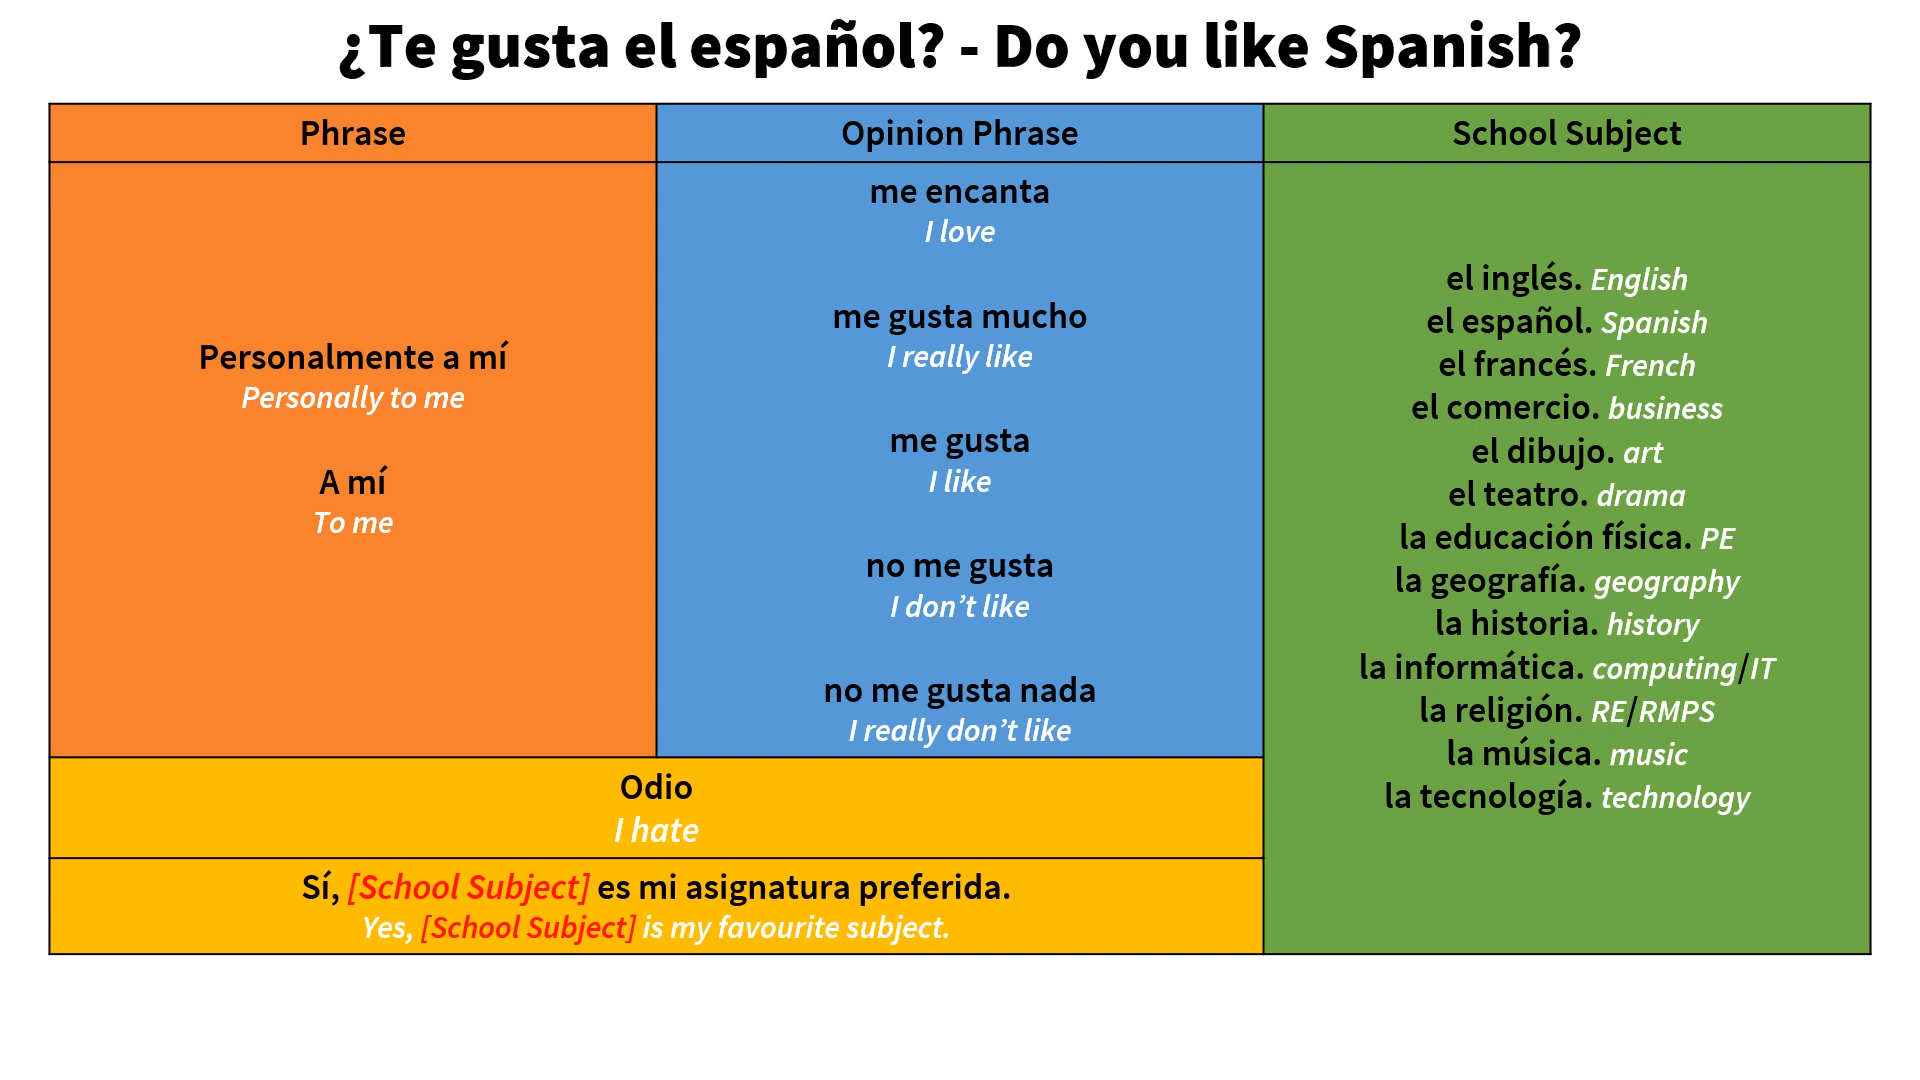 ¿Te gusta el español? - Do you like Spanish?
Phrase
Opinion Phrase
School Subject
Personalmente a mí
Personally to me
A mí
To me
me encanta
I love
me gusta mucho
I really like
me gusta
I like
no me gusta
I don’t like
no me gusta nada
I really don’t like
el inglés. English
el español. Spanish
el francés. French
el comercio. business
el dibujo. art
el teatro. drama
la educación física. PE
la geografía. geography
la historia. history
la informática. computing/IT
la religión. RE/RMPS
la música. music
la tecnología. technology
Odio
I hate
Sí, [School Subject] es mi asignatura preferida.
Yes, [School Subject] is my favourite subject.